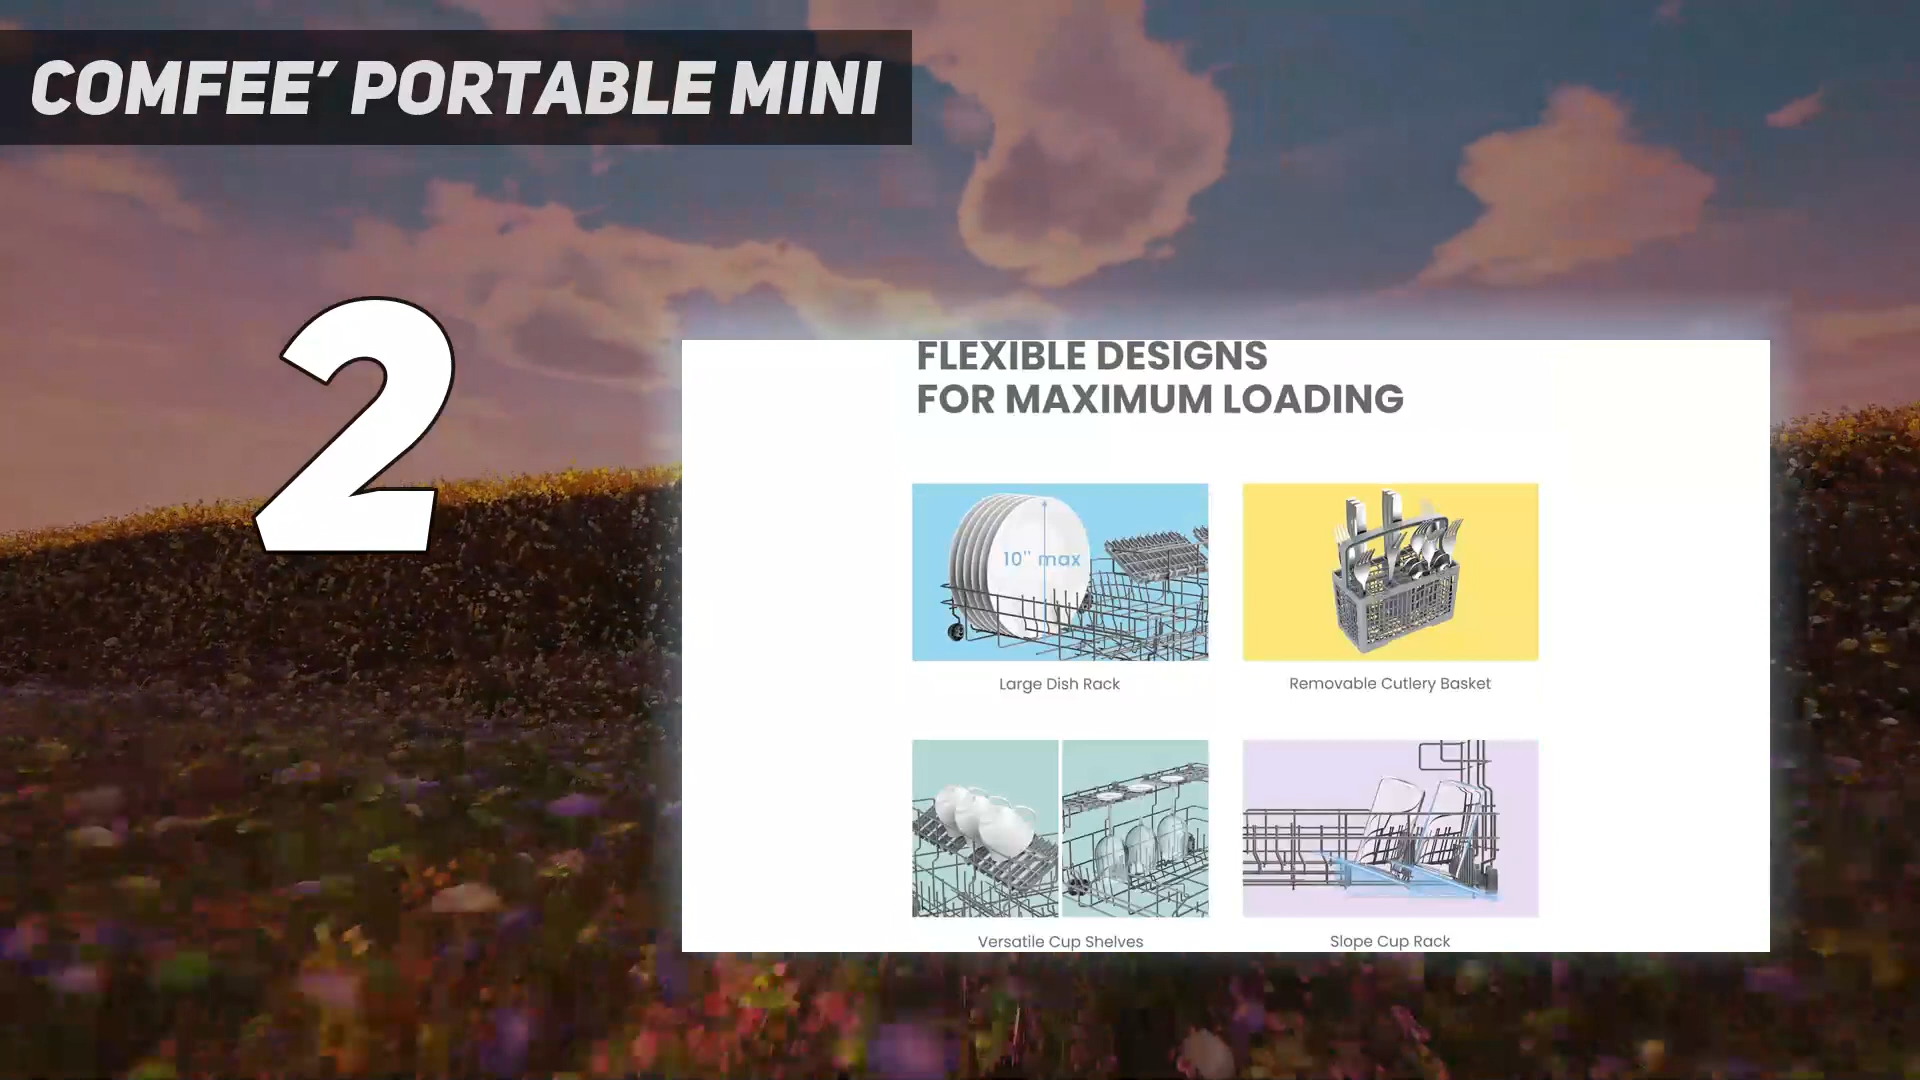 COMFEE’ PORTABLE MINI
2
FLEXIBLE DESIGNS
FOR MAXIMUM LOADING
10" max
Large Dish Rack
Removable Cutlery Basket
Versatile Cup Shelves
Slope Cup Rack